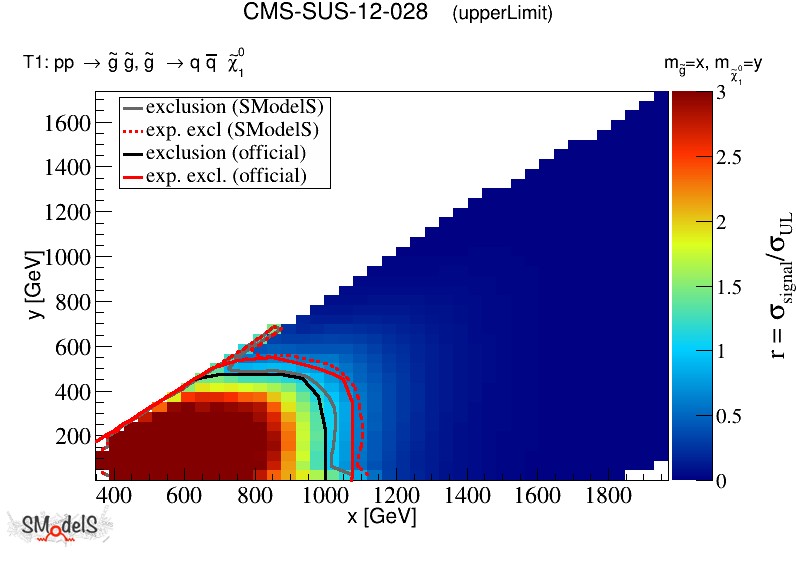 CMS-SUS-12-028 (upperLimit)
T1: pp → g̃ g̃, g̃ → q q̅ χ̃⁰₁
m_g̃=x, m_χ̃⁰₁=y
exclusion (SModelS)
exp. excl (SModelS)
exclusion (official)
exp. excl. (official)
y [GeV]
1600
1400
1200
1000
800
600
400
200
400 600 800 1000 1200 1400 1600 1800
x [GeV]
3
2.5
2
1.5
1
0.5
0
r = σ_signal/σ_UL
SModelS